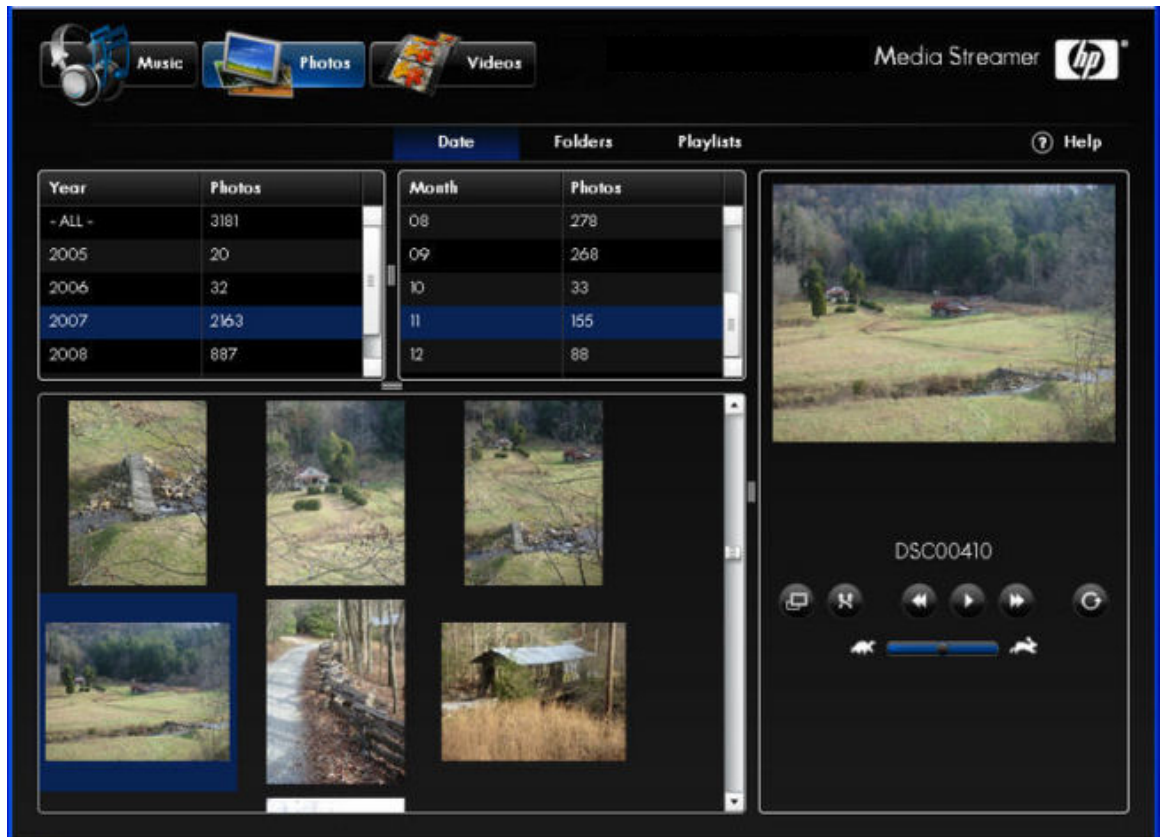 Music Photos Videos Media Streamer hp
Date Folders Playlists ? Help
Year Photos
- ALL - 3181
2005 20
2006 32
2007 2163
2008 887
Month Photos
08 278
09 268
10 33
11 155
12 88
DSC00410